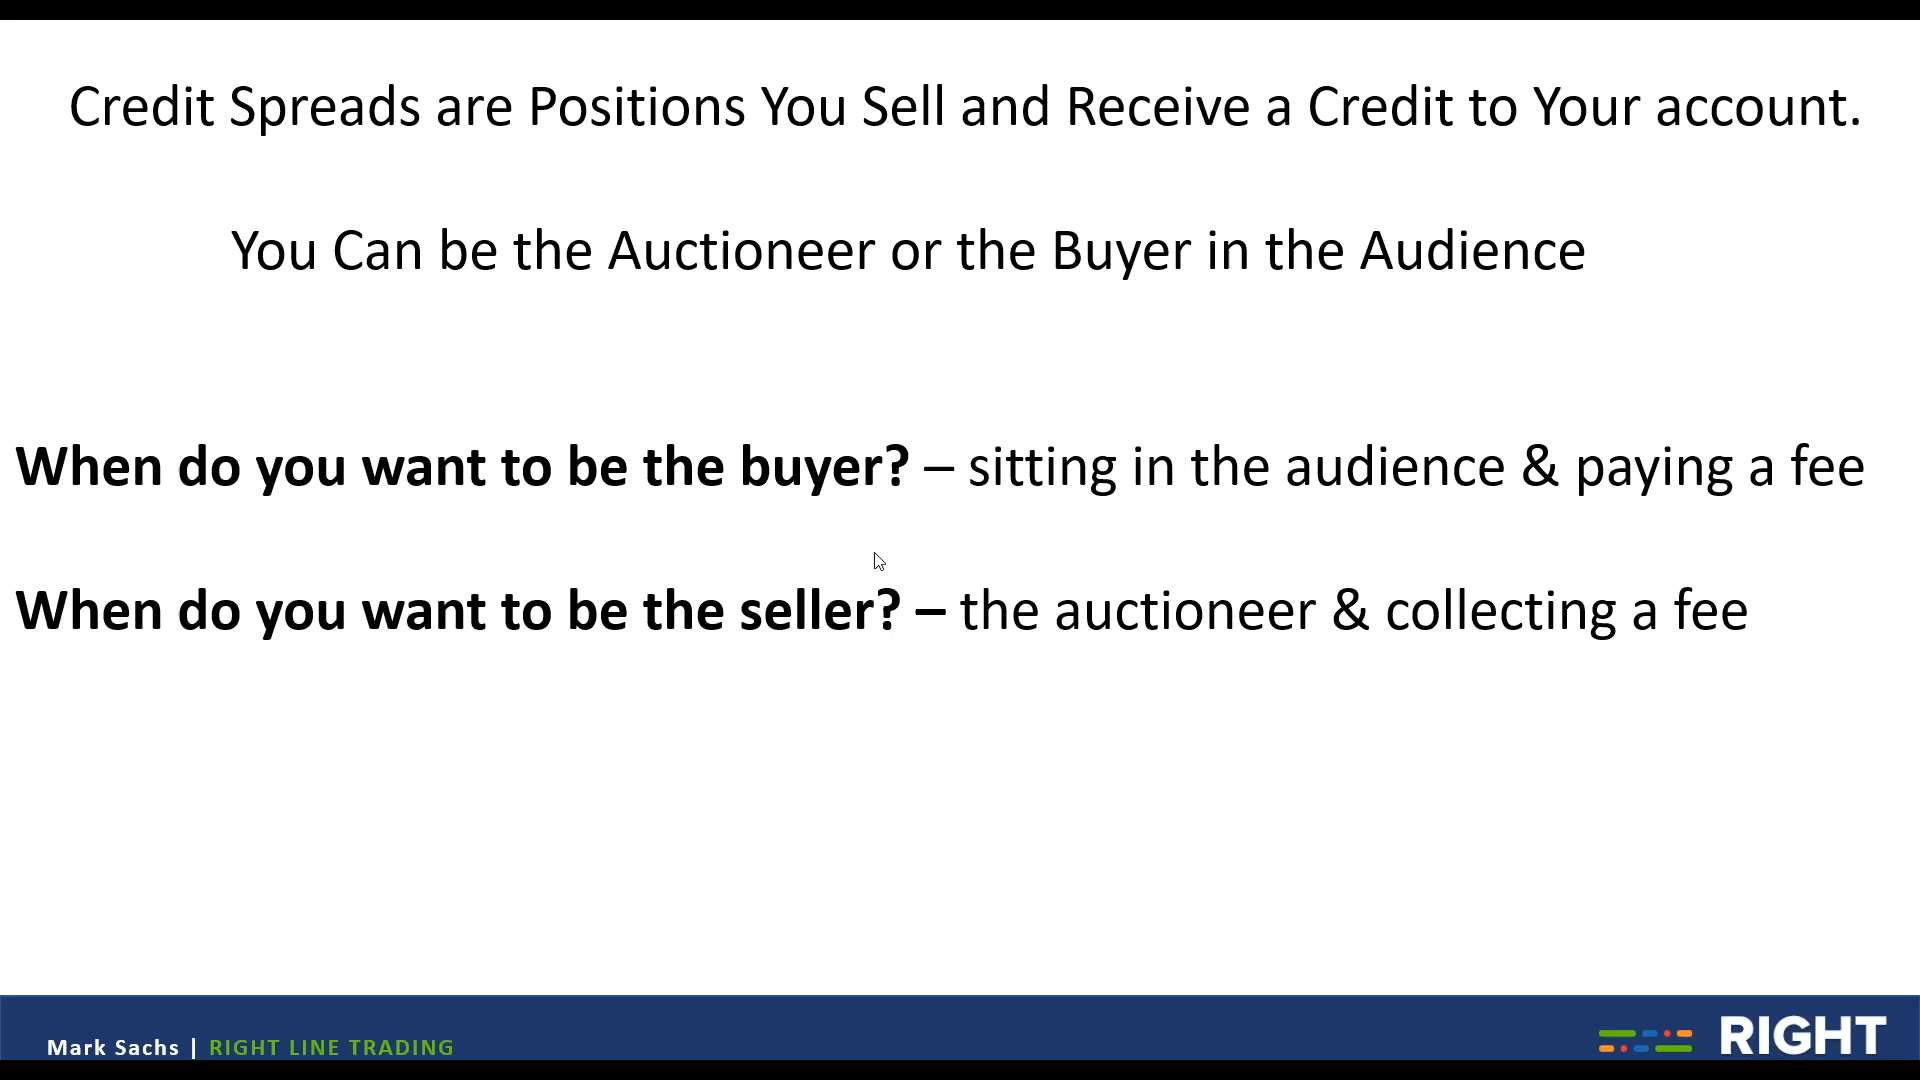 Credit Spreads are Positions You Sell and Receive a Credit to Your account.
You Can be the Auctioneer or the Buyer in the Audience
When do you want to be the buyer? – sitting in the audience & paying a fee
When do you want to be the seller? – the auctioneer & collecting a fee
Mark Sachs | RIGHT LINE TRADING
RIGHT